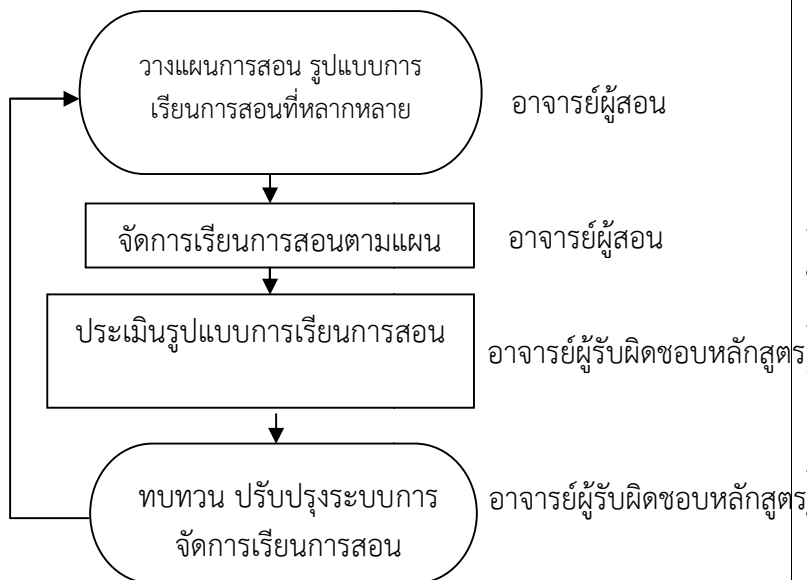 วางแผนการสอน รูปแบบการ
เรียนการสอนที่หลากหลาย
อาจารย์ผู้สอน
จัดการเรียนการสอนตามแผน
อาจารย์ผู้สอน
ประเมินรูปแบบการเรียนการสอน
อาจารย์ผู้รับผิดชอบหลักสูตร
ทบทวน ปรับปรุงระบบการ
จัดการเรียนการสอน
อาจารย์ผู้รับผิดชอบหลักสูตร